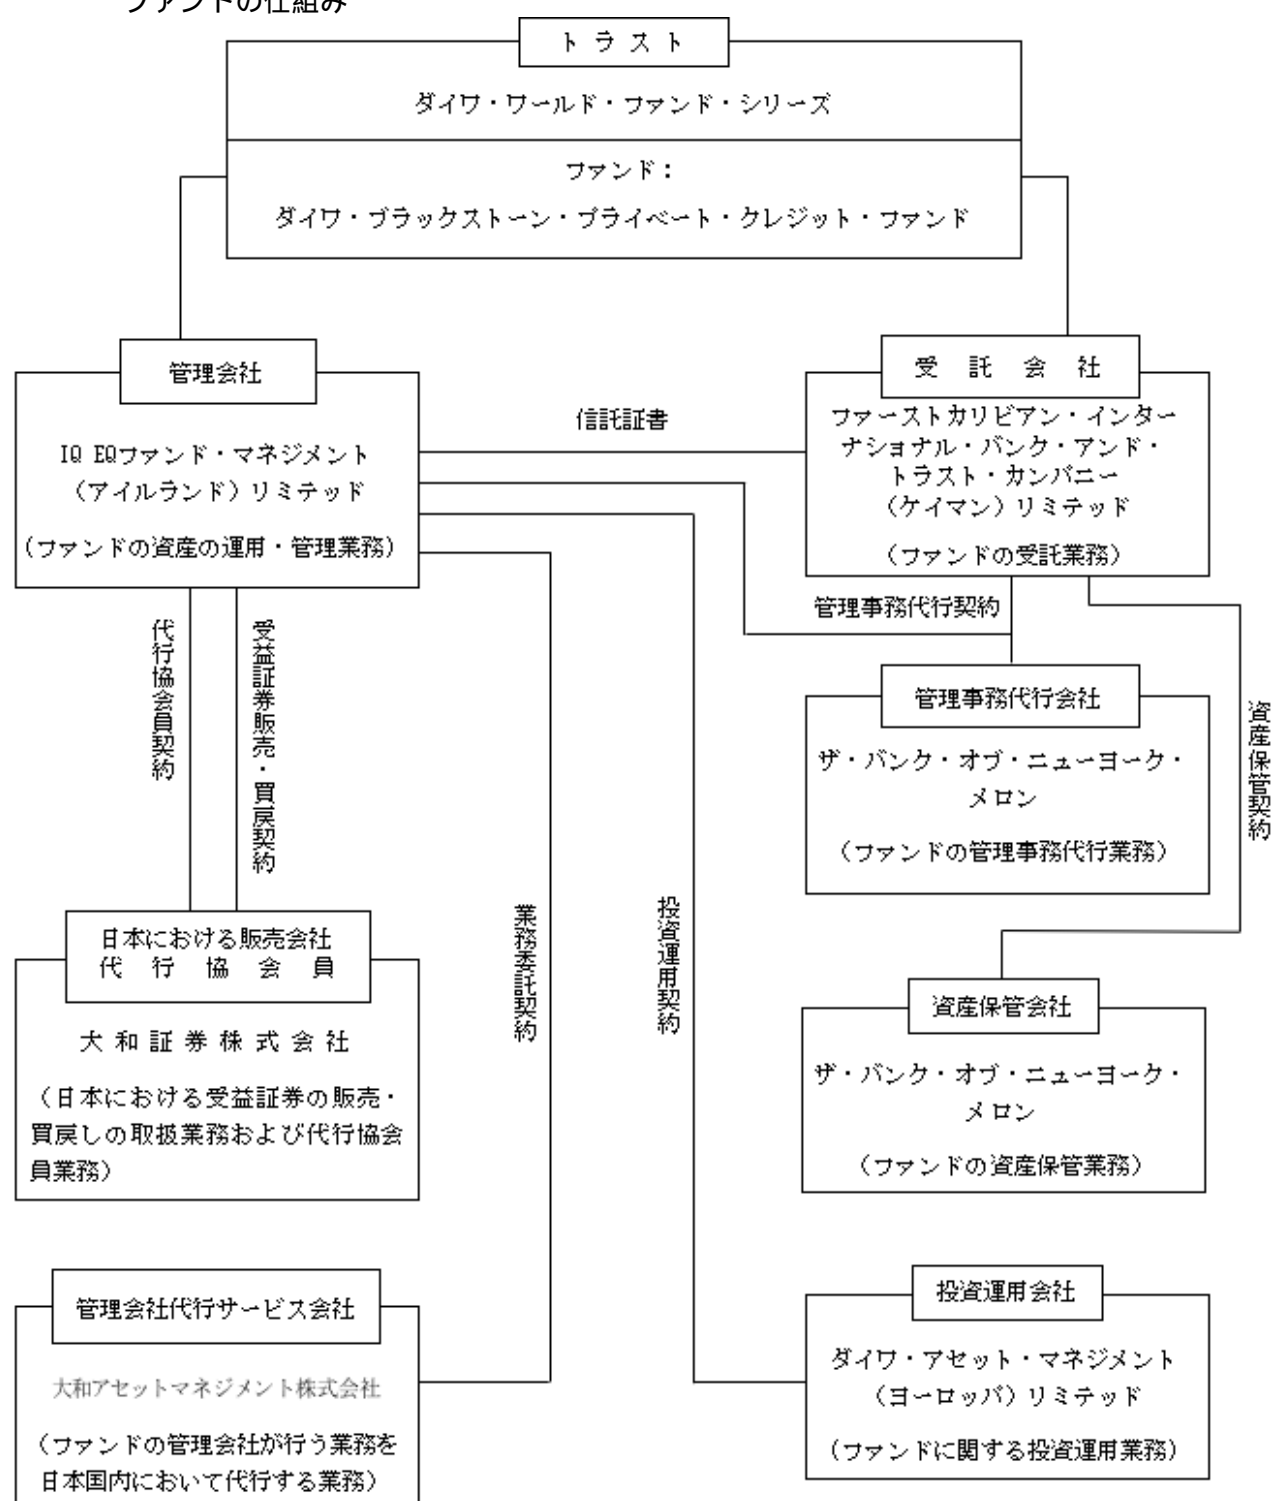 ファンドの仕組み
トラスト
ダイワ・ワールド・ファンド・シリーズ
ファンド：
ダイワ・ブラックストーン・プライベート・クレジット・ファンド
管理会社
IQ EQファンド・マネジメント
（アイルランド）リミテッド
（ファンドの資産の運用・管理業務）
信託証書
受託会社
ファーストカリビアン・インター
ナショナル・バンク・アンド・
トラスト・カンパニー
（ケイマン）リミテッド
（ファンドの受託業務）
管理事務代行契約
代行協会員契約
受益証券販売・買戻契約
管理事務代行会社
ザ・バンク・オブ・ニューヨーク・
メロン
（ファンドの管理事務代行業務）
資産保管契約
業務委託契約
投資運用契約
日本における販売会社
代行協会員
大和証券株式会社
（日本における受益証券の販売・
買戻しの取扱業務および代行協会
員業務）
資産保管会社
ザ・バンク・オブ・ニューヨーク・
メロン
（ファンドの資産保管業務）
管理会社代行サービス会社
大和アセットマネジメント株式会社
（ファンドの管理会社が行う業務を
日本国内において代行する業務）
投資運用会社
ダイワ・アセット・マネジメント
（ヨーロッパ）リミテッド
（ファンドに関する投資運用業務）